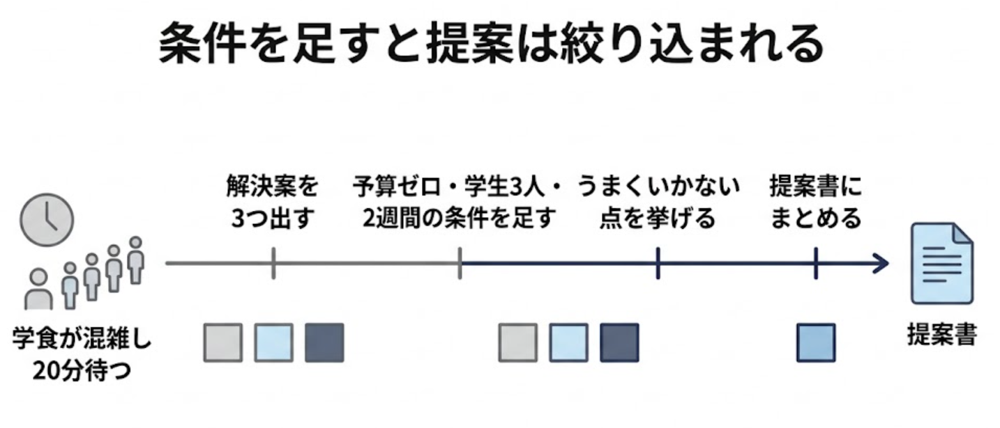 条件を足すと提案は絞り込まれる
解決案を
3つ出す
予算ゼロ・学生3人・
2週間の条件を足す
うまくいかない
点を挙げる
提案書に
まとめる
学食が混雑し
20分待つ
提案書